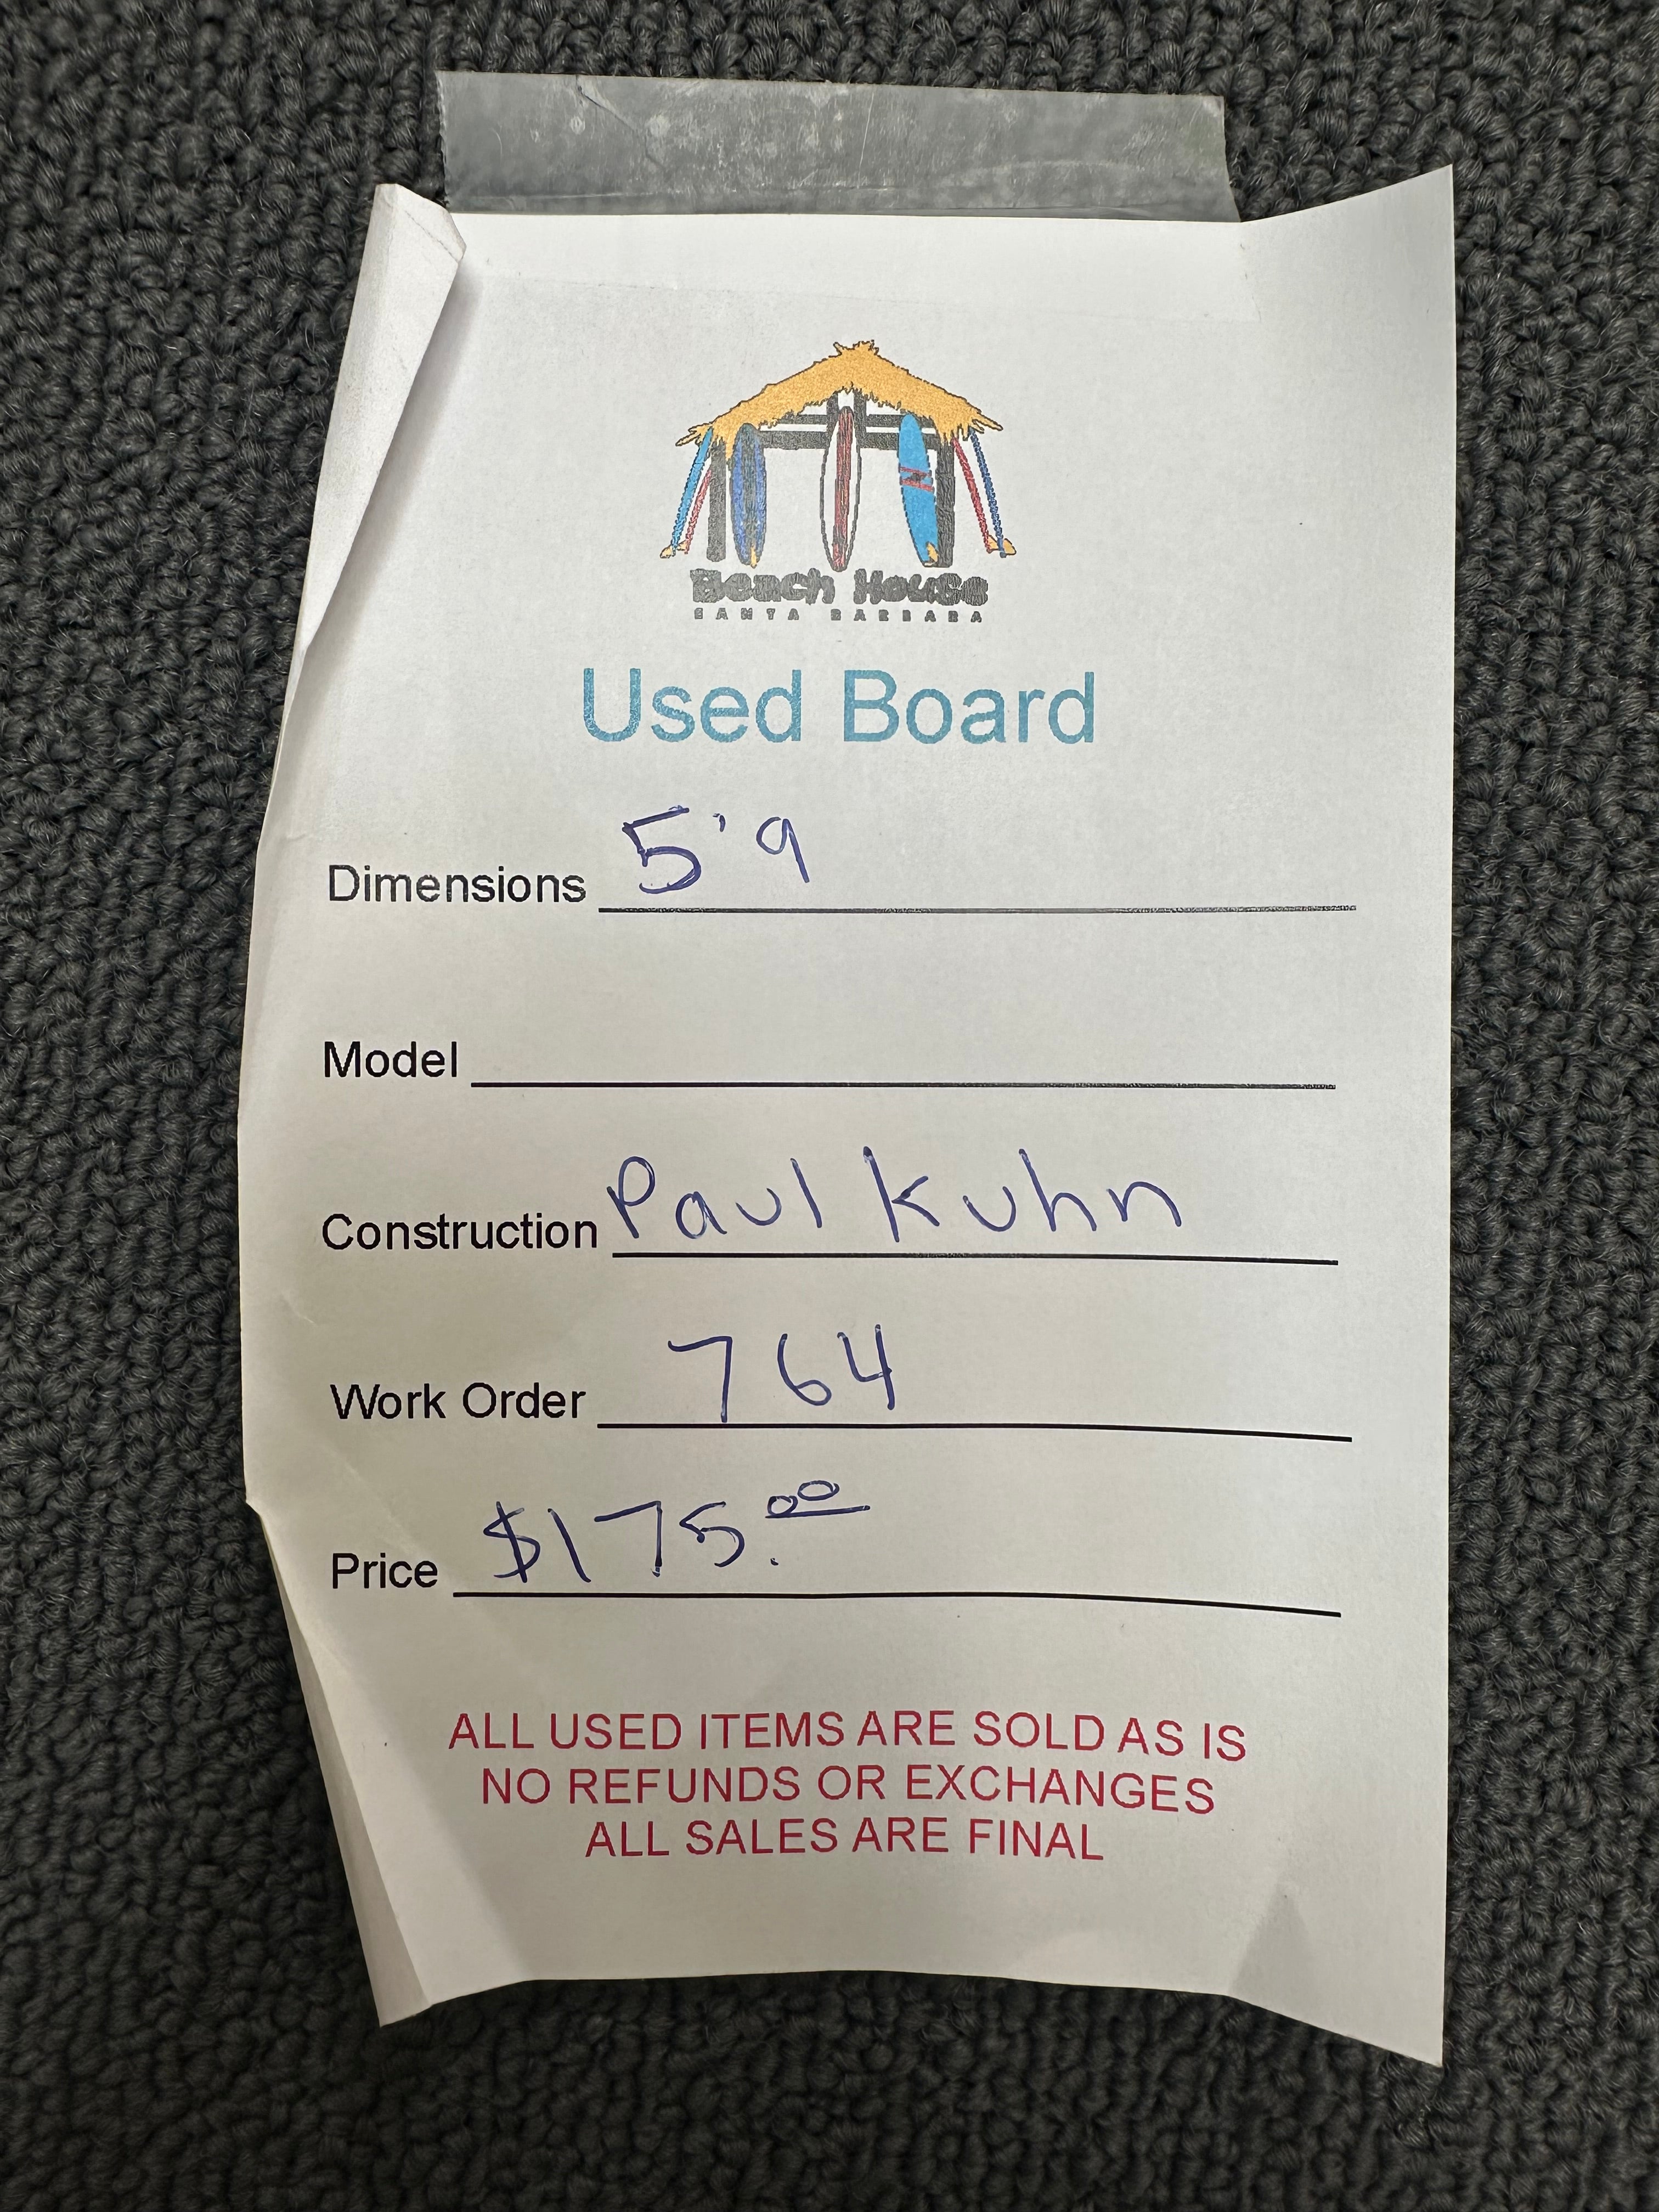 Beach House
SANTA BARBARA
Used Board
Dimensions 5'9
Model
Construction Paul Kuhn
Work Order 764
Price $175.00
ALL USED ITEMS ARE SOLD AS IS
NO REFUNDS OR EXCHANGES
ALL SALES ARE FINAL